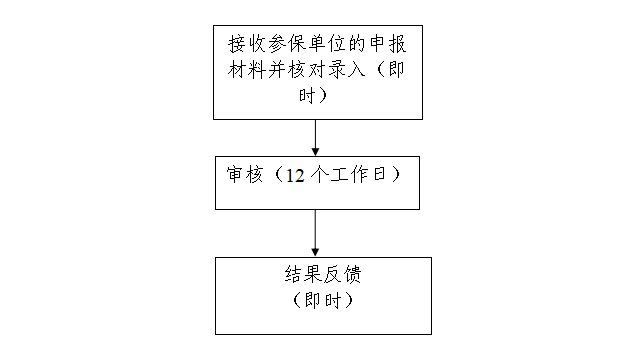 接收参保单位的申报
材料并核对录入（即
时）
审核（12 个工作日）
结果反馈
（即时）